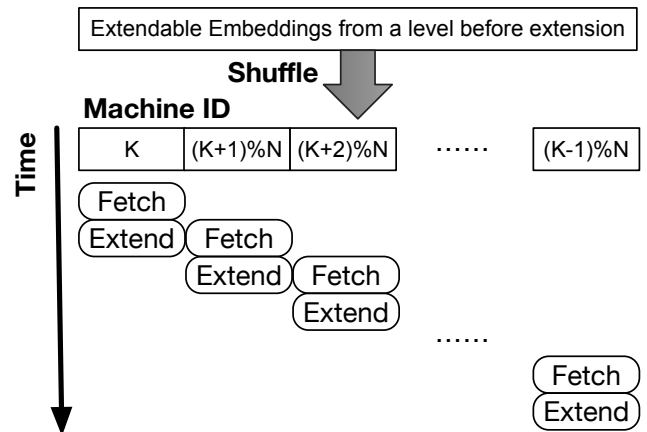 Extendable Embeddings from a level before extension
Shuffle
Machine ID
Time
K (K+1)%N (K+2)%N ...... (K-1)%N
Fetch
Extend Fetch
Extend Fetch
Extend
......
Fetch
Extend